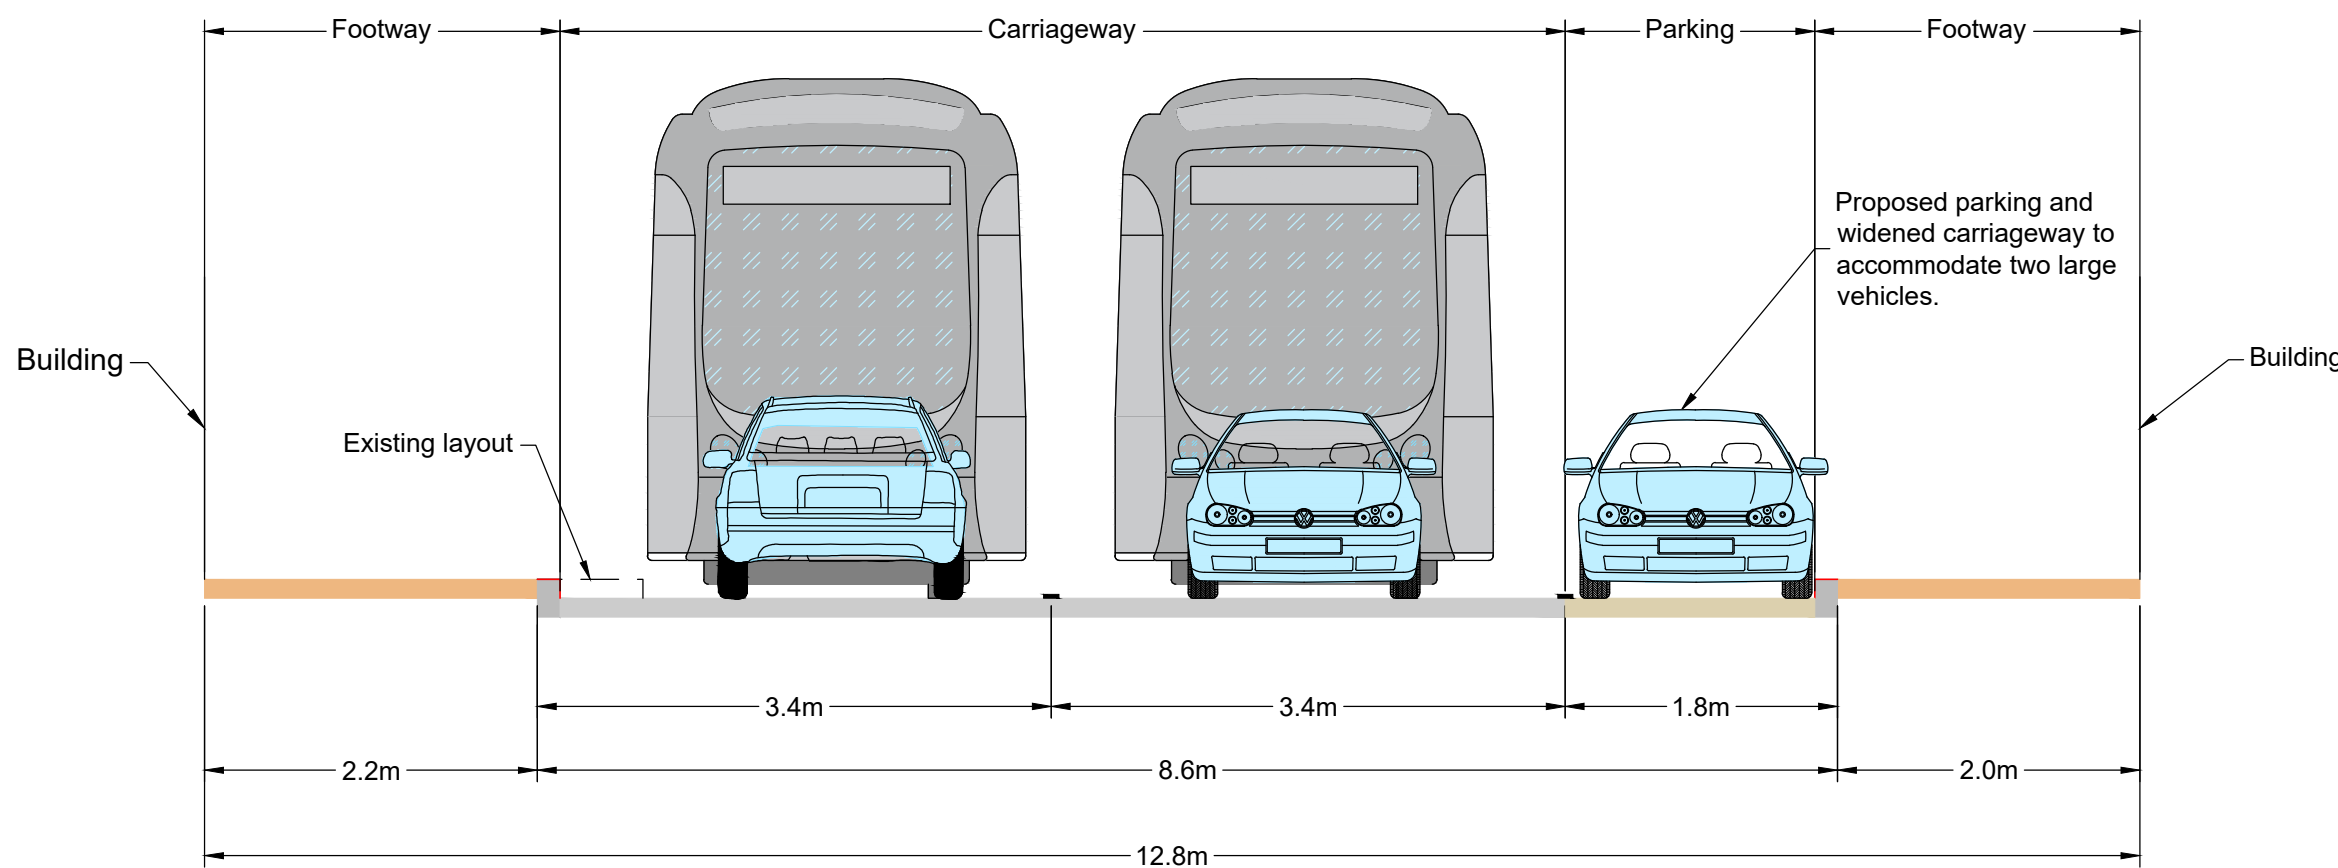 Footway
Carriageway
Parking
Footway
Proposed parking and
widened carriageway to
accommodate two large
vehicles.
Building
Building
Existing layout
3.4m
3.4m
1.8m
2.2m
8.6m
2.0m
12.8m